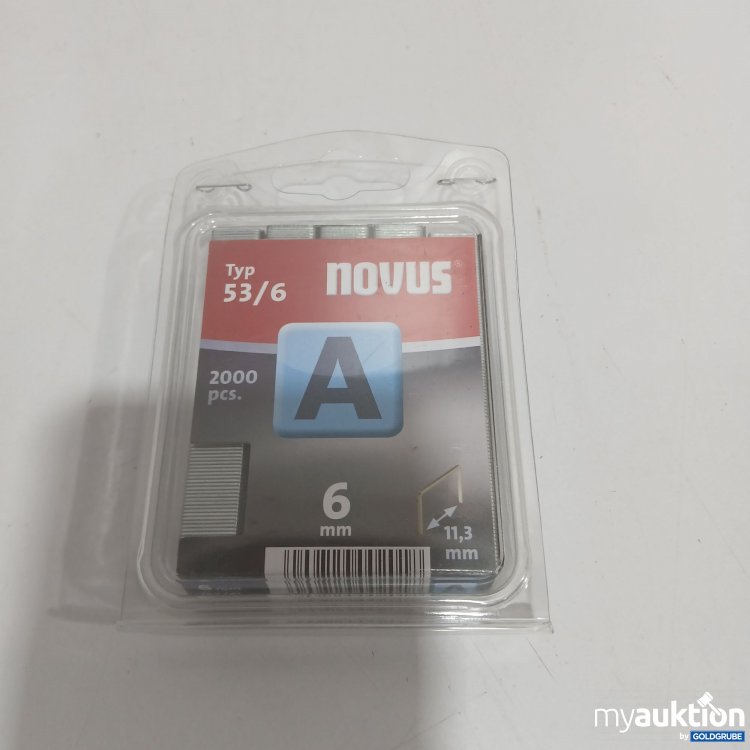 Typ
53/6
novus®
2000
pcs.
A
6
mm
11,3
mm
myauktion
by GOLDGRUBE